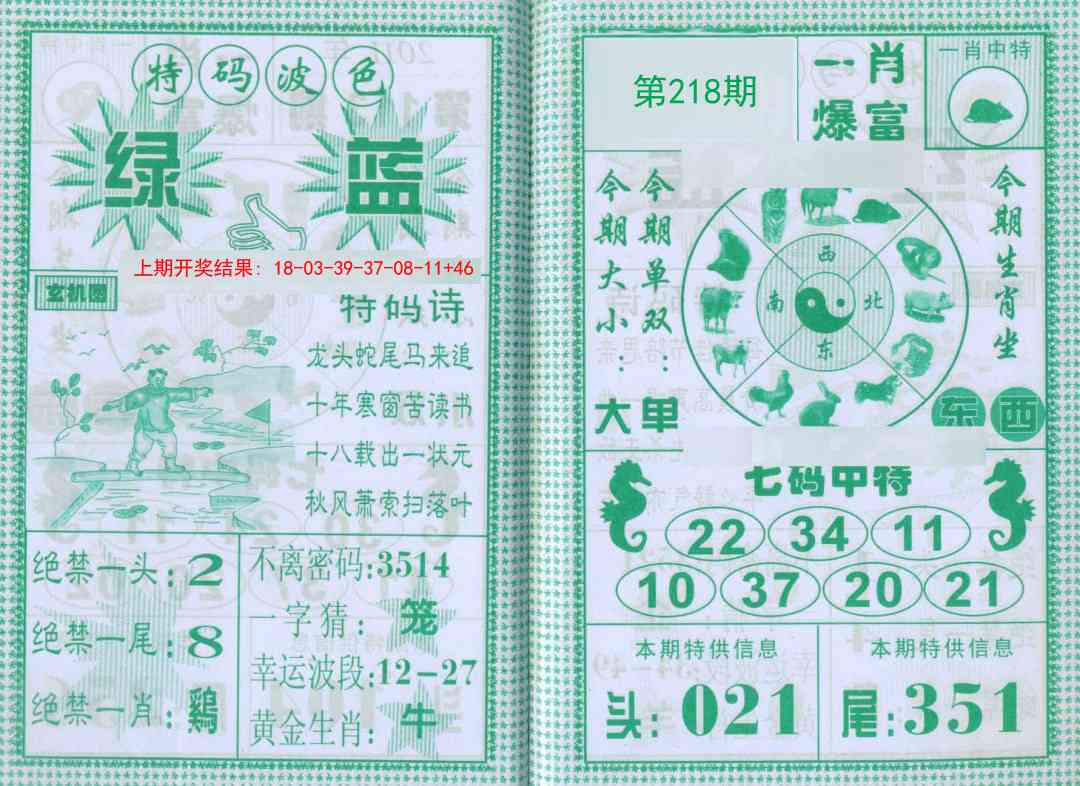 特码波色
绿 蓝
上期开奖结果: 18-03-39-37-08-11+46
玄机图
特码诗
龙头蛇尾马来追
十年寒窗苦读书
十八载出一状元
秋风萧索扫落叶
绝禁一头:2
绝禁一尾:8
绝禁一肖:鷄
不离密码:3514
一字猜:笼
幸运波段:12-27
黄金生肖:牛
第218期
一肖
爆富
一肖中特
今期大小:大
今期单双:单
西
南 北
东
今期生肖坐
东西
七码中特
22 34 11
10 37 20 21
本期特供信息
头:021
本期特供信息
尾:351